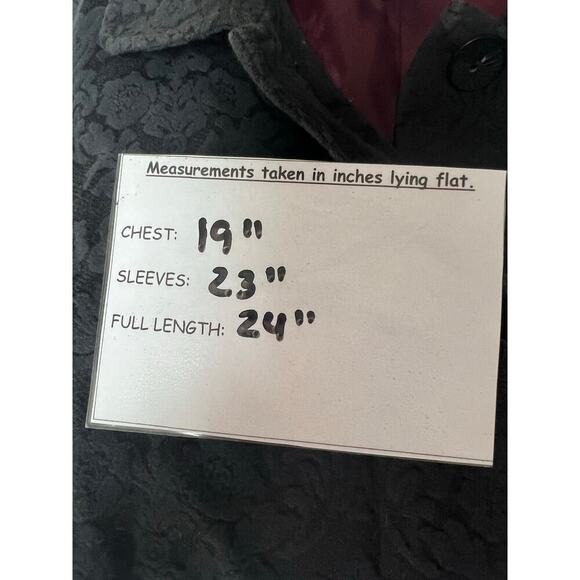 Measurements taken in inches lying flat.
CHEST: 19"
SLEEVES: 23"
FULL LENGTH: 24"